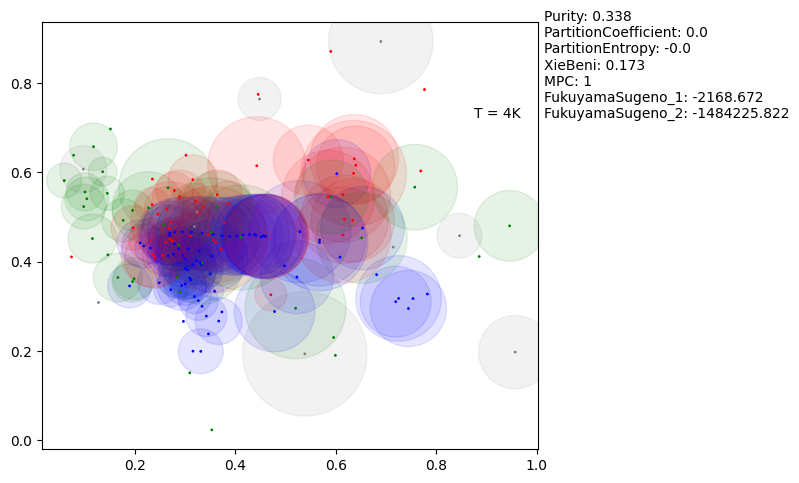 Purity: 0.338
PartitionCoefficient: 0.0
PartitionEntropy: -0.0
XieBeni: 0.173
MPC: 1
FukuyamaSugeno_1: -2168.672
FukuyamaSugeno_2: -1484225.822
T = 4K
0.8
0.6
0.4
0.2
0.0
0.2 0.4 0.6 0.8 1.0